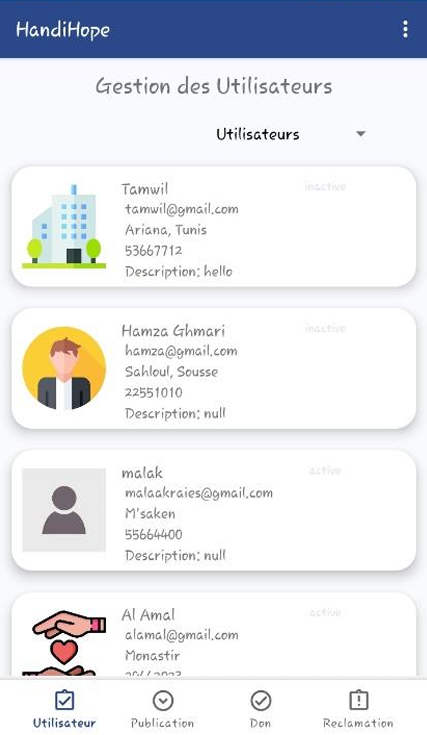 HandiHope
Gestion des Utilisateurs
Utilisateurs
Tamwil inactive
tamwil@gmail.com
Ariana, Tunis
53667712
Description: hello
Hamza Ghmari inactive
hamza@gmail.com
Sahloul, Sousse
22551010
Description: null
malak active
malaakraies@gmail.com
M'saken
55664400
Description: null
Al Amal active
alamal@gmail.com
Monastir
Utilisateur Publication Don Reclamation